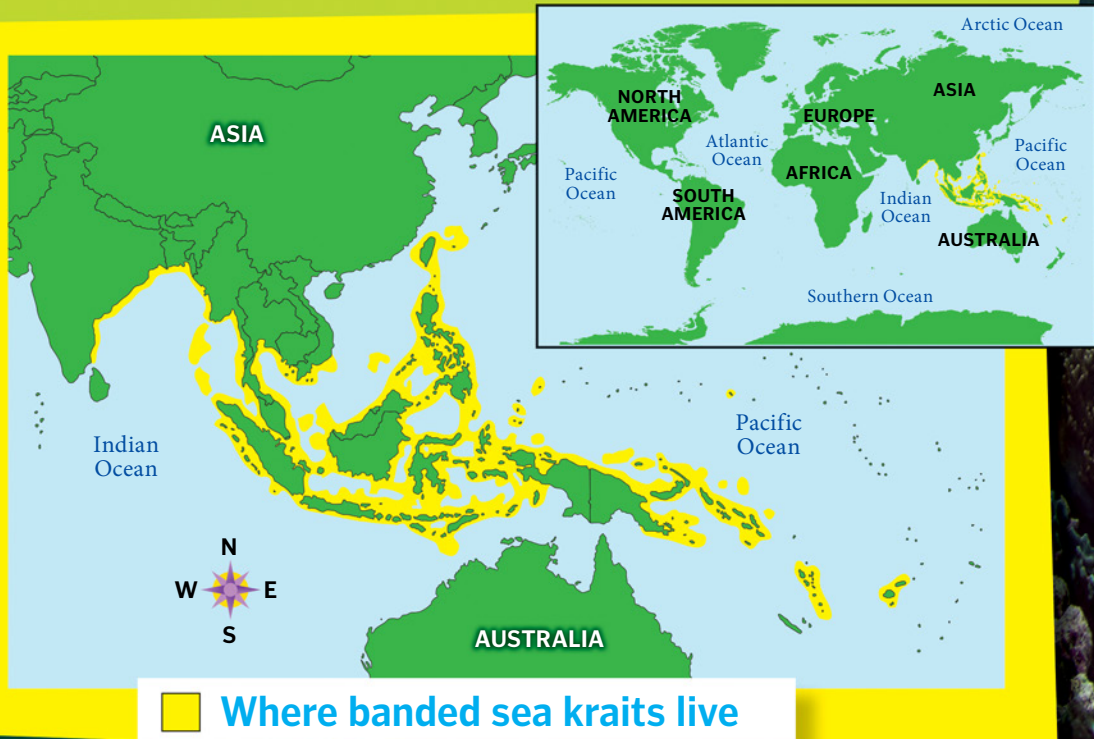 ASIA
Indian
Ocean
Pacific
Ocean
N
W E
S
AUSTRALIA
Where banded sea kraits live
Arctic Ocean
NORTH
AMERICA
EUROPE
ASIA
Atlantic
Ocean
Pacific
Ocean
Pacific
Ocean
AFRICA
SOUTH
AMERICA
Indian
Ocean
AUSTRALIA
Southern Ocean